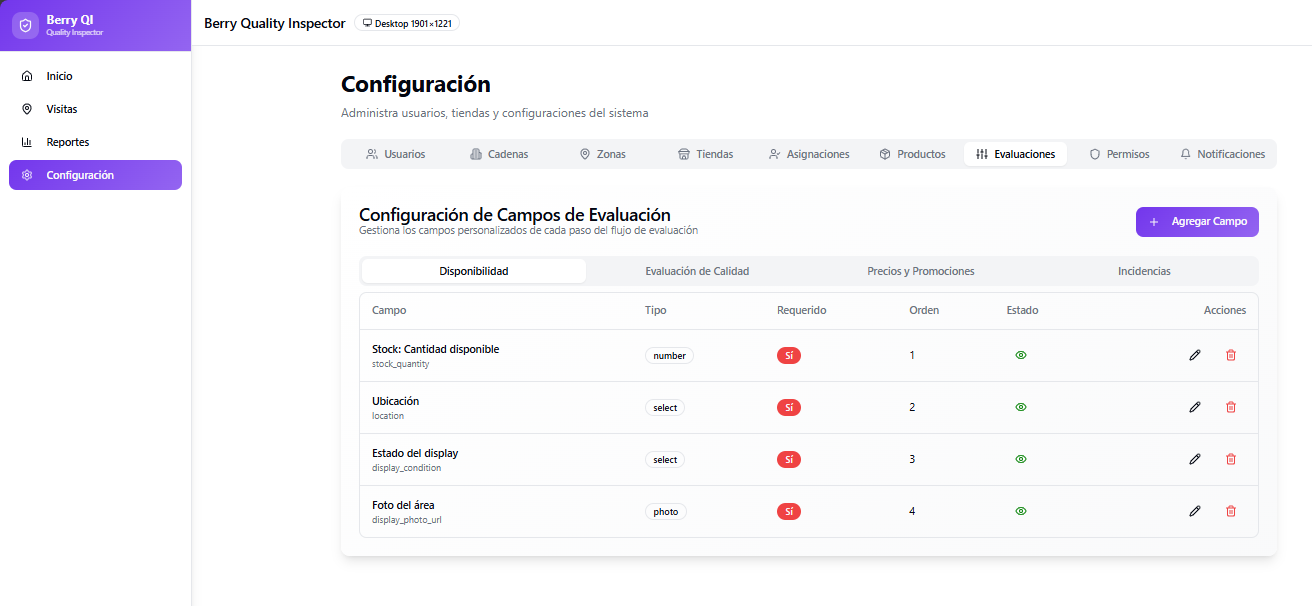 Berry QI
Quality Inspector
Berry Quality Inspector
Desktop 1901×1221
Inicio
Visitas
Reportes
Configuración
Configuración
Administra usuarios, tiendas y configuraciones del sistema
Usuarios Cadenas Zonas Tiendas Asignaciones Productos Evaluaciones Permisos Notificaciones
Configuración de Campos de Evaluación
Gestiona los campos personalizados de cada paso del flujo de evaluación
Agregar Campo
Disponibilidad Evaluación de Calidad Precios y Promociones Incidencias
Campo Tipo Requerido Orden Estado Acciones
Stock: Cantidad disponible
stock_quantity
number Sí 1
Ubicación
location
select Sí 2
Estado del display
display_condition
select Sí 3
Foto del área
display_photo_url
photo Sí 4